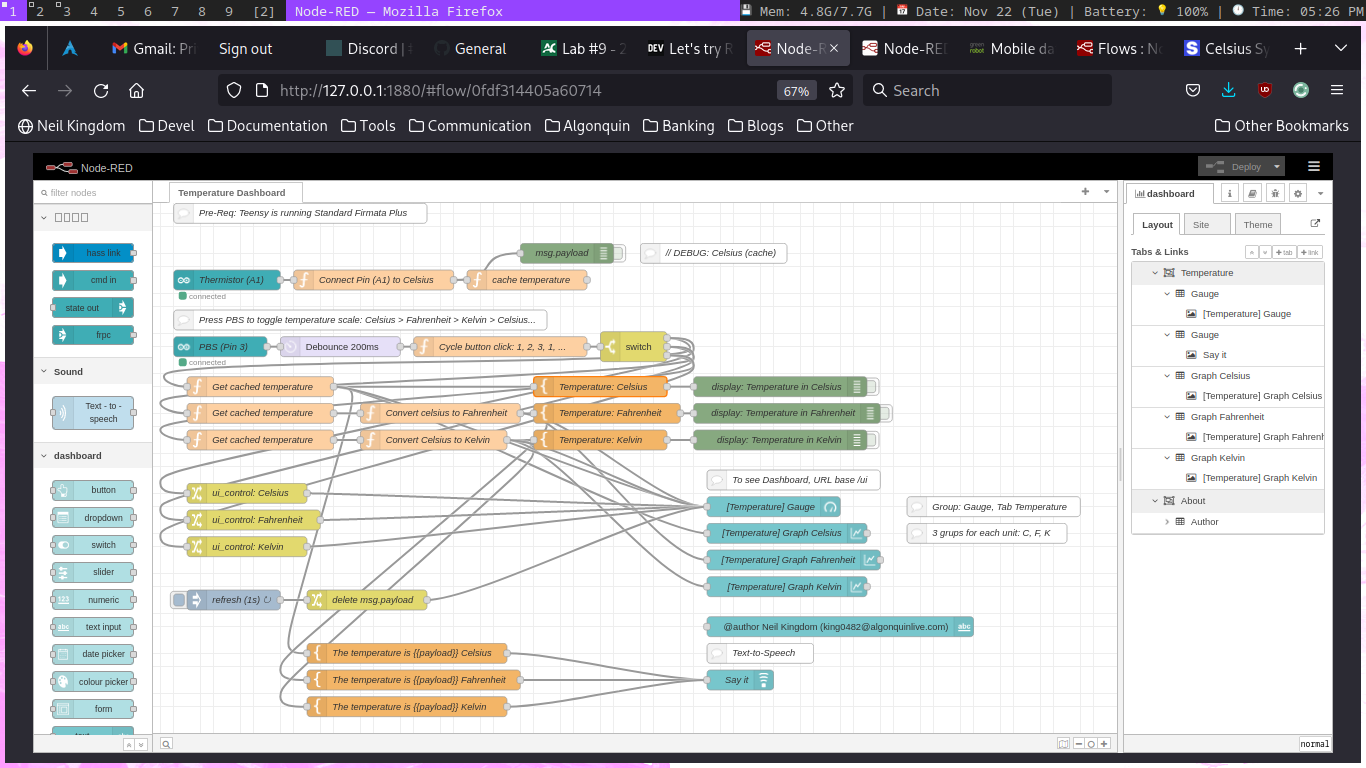 1 2 3 4 5 6 7 8 9 [2] Node-RED — Mozilla Firefox Mem: 4.8G/7.7G | Date: Nov 22 (Tue) | Battery: 100% | Time: 05:26 PM
Gmail: Pri Sign out Discord | # General Lab #9 - 2 Let's try R Node-R Node-RE Mobile da Flows : No Celsius Sy
http://127.0.0.1:1880/#flow/0fdf314405a60714 67% Search
Neil Kingdom Devel Documentation Tools Communication Algonquin Banking Blogs Other Other Bookmarks
Node-RED Deploy
filter nodes
hass link
cmd in
state out
frpc
Sound
Text - to - speech
dashboard
button
dropdown
switch
slider
numeric
text input
date picker
colour picker
form
Temperature Dashboard
Pre-Req: Teensy is running Standard Firmata Plus
msg.payload // DEBUG: Celsius (cache)
Thermistor (A1) Connect Pin (A1) to Celsius cache temperature
connected
Press PBS to toggle temperature scale: Celsius > Fahrenheit > Kelvin > Celsius...
PBS (Pin 3) Debounce 200ms Cycle button click: 1, 2, 3, 1, ... switch
connected
Get cached temperature Temperature: Celsius display: Temperature in Celsius
Get cached temperature Convert celsius to Fahrenheit Temperature: Fahrenheit display: Temperature in Fahrenheit
Get cached temperature Convert Celsius to Kelvin Temperature: Kelvin display: Temperature in Kelvin
To see Dashboard, URL base /ui
ui_control: Celsius
[Temperature] Gauge Group: Gauge, Tab Temperature
ui_control: Fahrenheit
[Temperature] Graph Celsius 3 grups for each unit: C, F, K
ui_control: Kelvin
[Temperature] Graph Fahrenheit
[Temperature] Graph Kelvin
refresh (1s) ↻ delete msg.payload
@author Neil Kingdom (king0482@algonquinlive.com) abc
The temperature is {{payload}} Celsius Text-to-Speech
The temperature is {{payload}} Fahrenheit Say it
The temperature is {{payload}} Kelvin
dashboard
Layout Site Theme
Tabs & Links + tab + link
Temperature
Gauge
[Temperature] Gauge
Gauge
Say it
Graph Celsius
[Temperature] Graph Celsius
Graph Fahrenheit
[Temperature] Graph Fahrenh
Graph Kelvin
[Temperature] Graph Kelvin
About
Author
normal